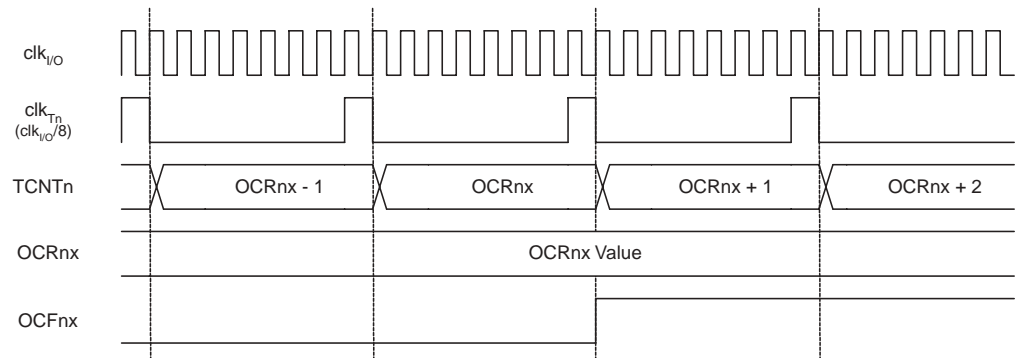 clkI/O
clkTn
(clkI/O/8)
TCNTn OCRnx - 1 OCRnx OCRnx + 1 OCRnx + 2
OCRnx OCRnx Value
OCFnx